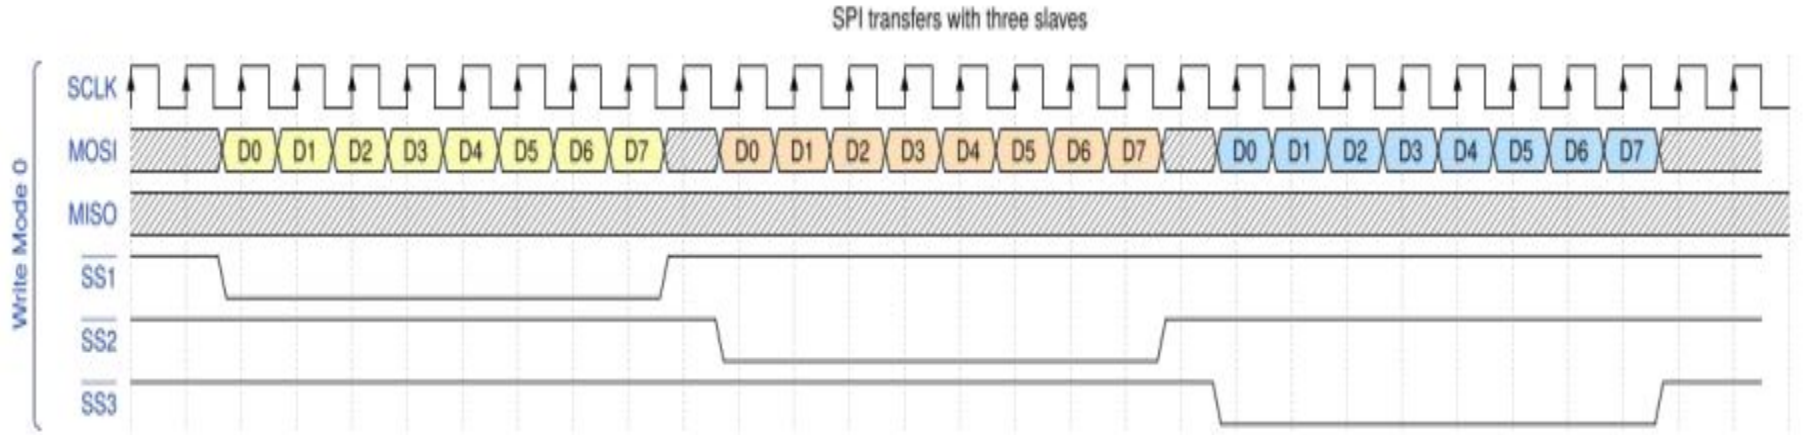 SPI transfers with three slaves
Write Mode 0
SCLK
MOSI D0 D1 D2 D3 D4 D5 D6 D7 D0 D1 D2 D3 D4 D5 D6 D7 D0 D1 D2 D3 D4 D5 D6 D7
MISO
SS1
SS2
SS3